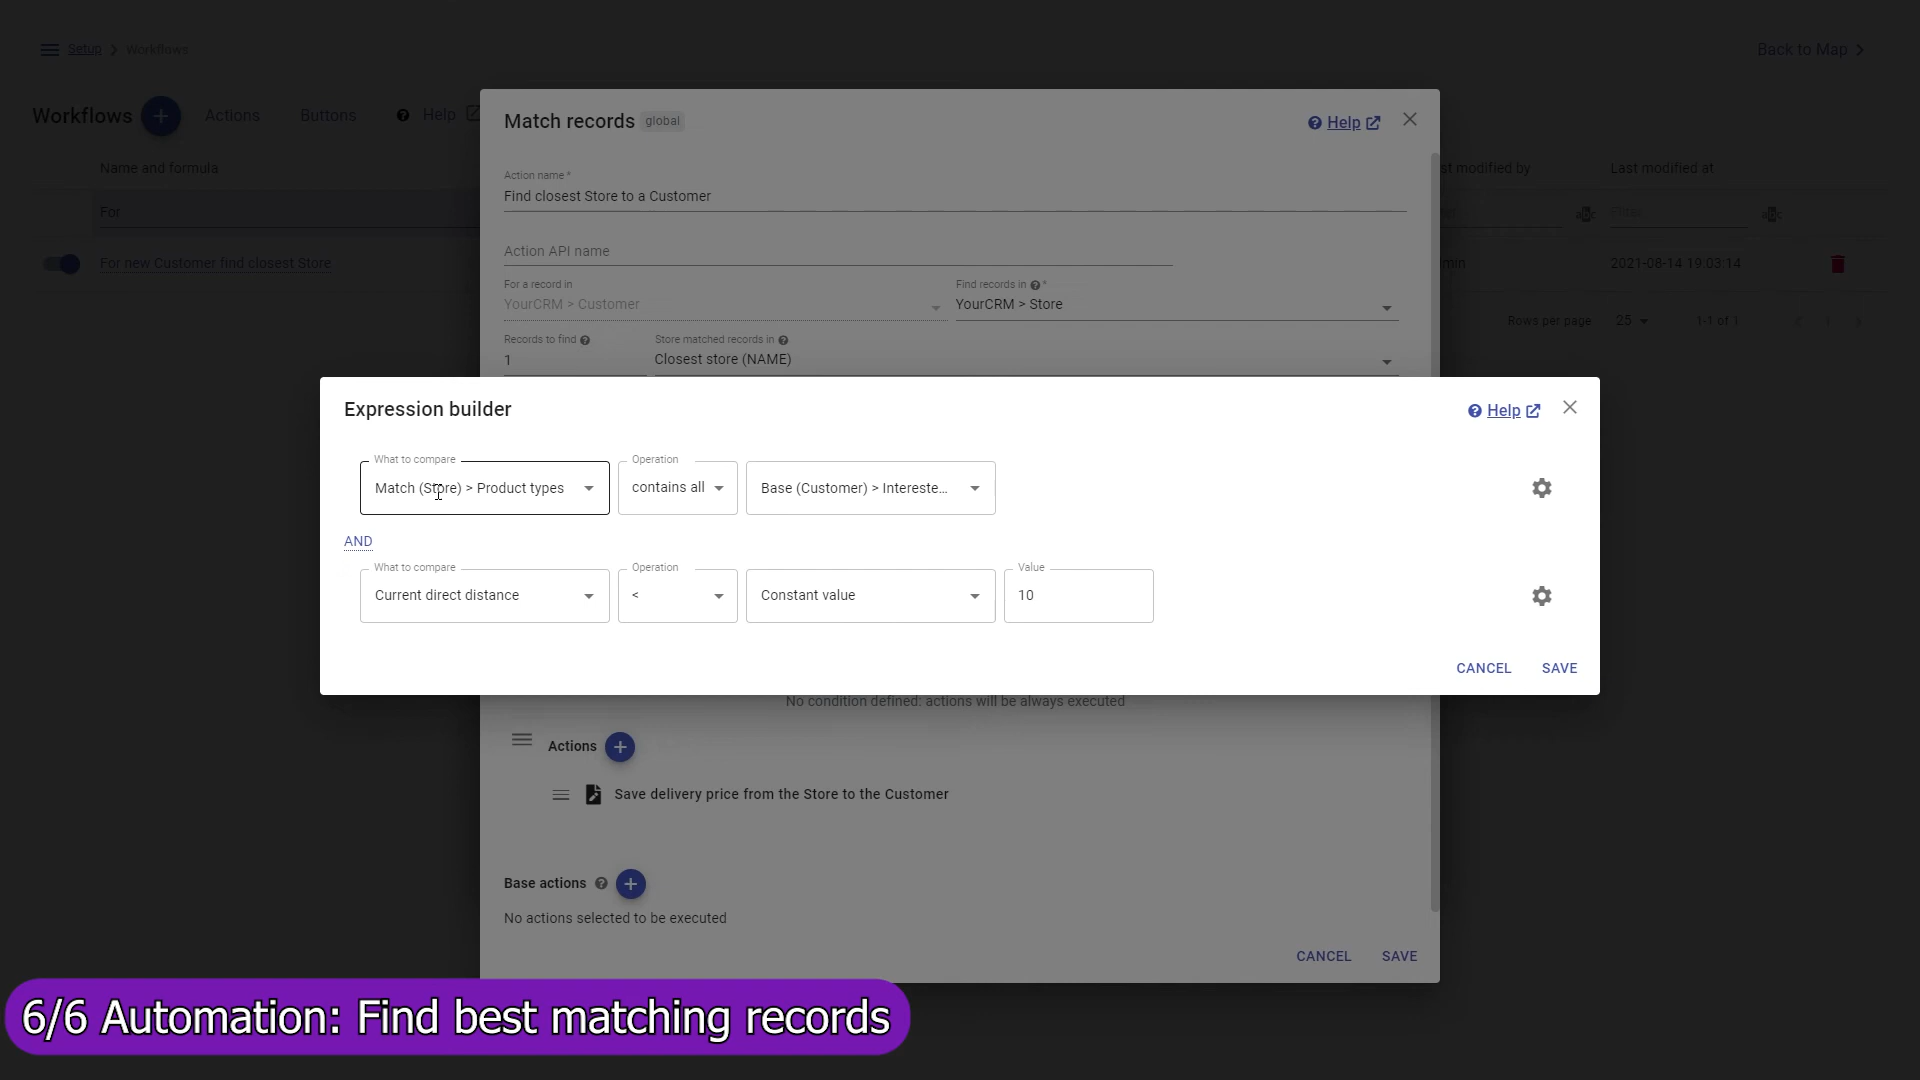 Setup > Workflows
Back to Map >
Workflows + Actions Buttons Help
Match records global
Help
Name and formula
st modified by
Last modified at
Action name *
Find closest Store to a Customer
For
Filter
Action API name
For new Customer find closest Store
min
2021-08-14 19:03:14
For a record in
YourCRM > Customer
Find records in *
YourCRM > Store
Rows per page 25 1-1 of 1
Records to find
1
Store matched records in
Closest store (NAME)
Expression builder
Help
What to compare
Match (Store) > Product types
Operation
contains all
Base (Customer) > Intereste...
AND
What to compare
Current direct distance
Operation
<
Constant value
Value
10
CANCEL SAVE
No condition defined: actions will be always executed
Actions +
Save delivery price from the Store to the Customer
Base actions +
No actions selected to be executed
CANCEL SAVE
6/6 Automation: Find best matching records